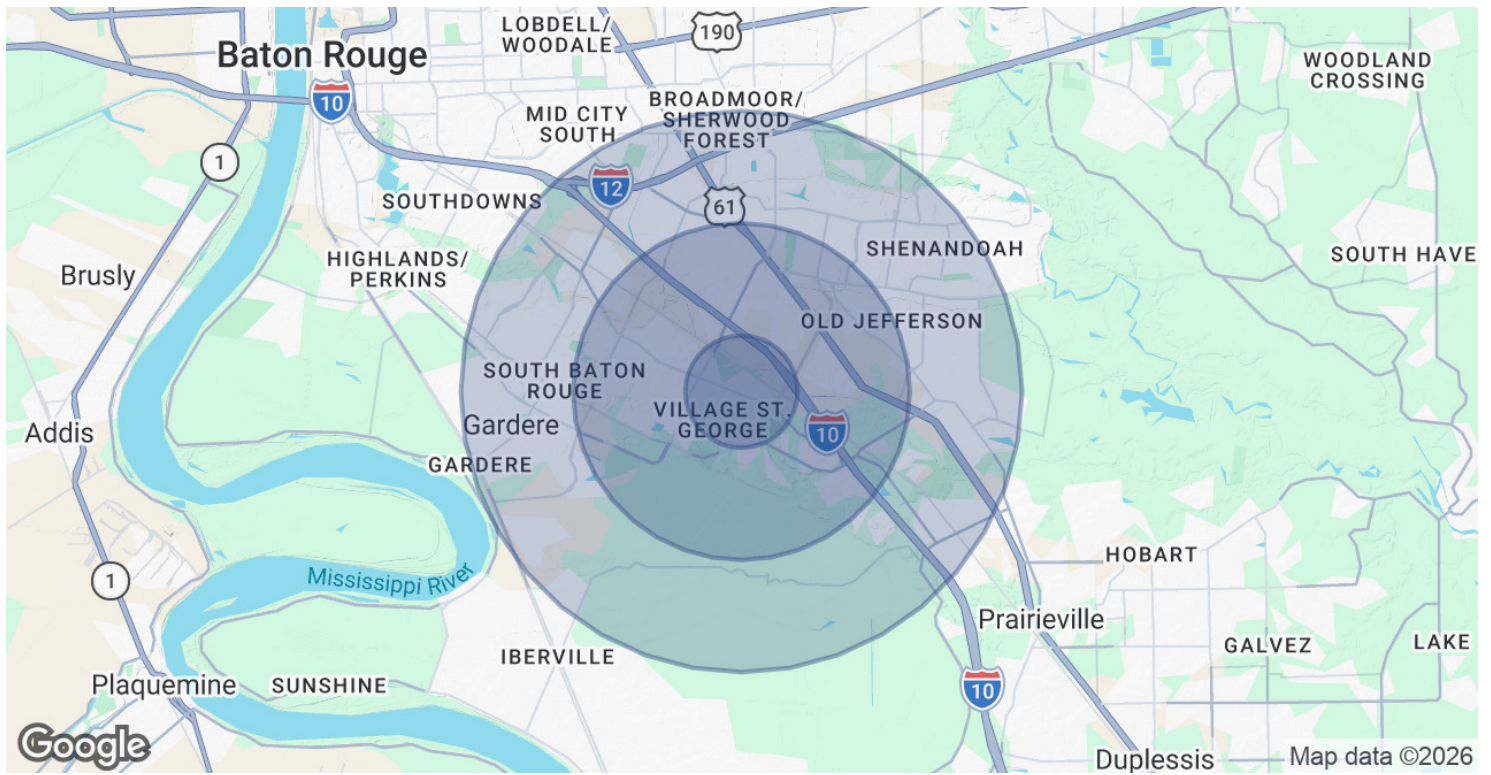 LOBDELL/
WOODALE
190
Baton Rouge
WOODLAND
CROSSING
10
BROADMOOR/
SHERWOOD
FOREST
MID CITY
SOUTH
1
12
SOUTHDOWNS
61
SHENANDOAH
SOUTH HAVE
HIGHLANDS/
PERKINS
Brusly
OLD JEFFERSON
SOUTH BATON
ROUGE
VILLAGE ST.
GEORGE
Gardere
10
Addis
GARDERE
HOBART
Mississippi River
1
Prairieville
GALVEZ
LAKE
IBERVILLE
Plaquemine
SUNSHINE
10
Google
Duplessis
Map data ©2026